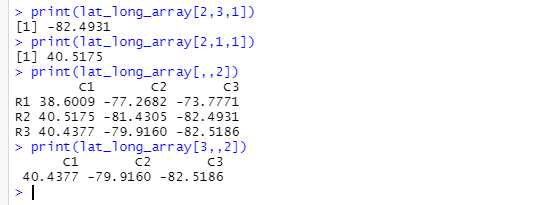 > print(lat_long_array[2,3,1])
[1] -82.4931
> print(lat_long_array[2,1,1])
[1] 40.5175
> print(lat_long_array[,,2])
        C1       C2       C3
R1 38.6009 -77.2682 -73.7771
R2 40.5175 -81.4305 -82.4931
R3 40.4377 -79.9160 -82.5186
> print(lat_long_array[3,,2])
      C1       C2       C3
 40.4377 -79.9160 -82.5186
>